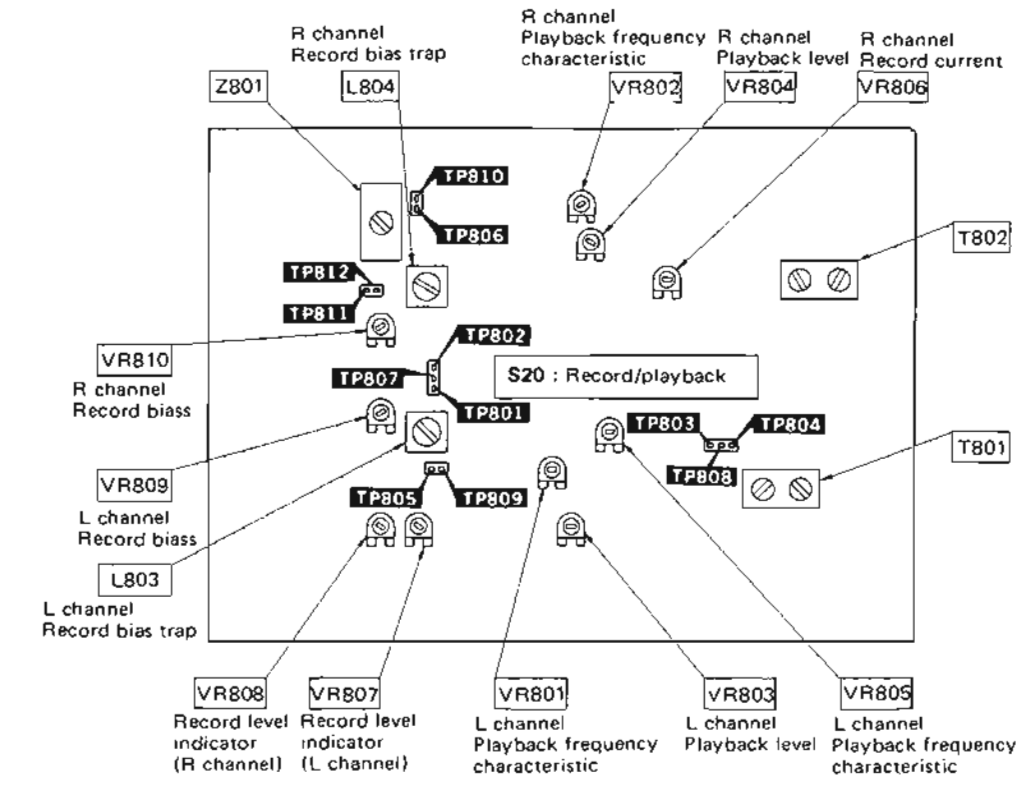 R channel
Record bias trap
R channel
Playback frequency
characteristic
R channel
Playback level
R channel
Record current
Z801
L804
VR802
VR804
VR806
TP810
TP806
T802
TP812
TP811
TP802
VR810
R channel
Record biass
TP807
S20 : Record/playback
TP801
TP803
TP804
T801
TP808
VR809
L channel
Record biass
TP805
TP809
L803
L channel
Record bias trap
VR808
Record level
indicator
(R channel)
VR807
Record level
indicator
(L channel)
VR801
L channel
Playback frequency
characteristic
VR803
L channel
Playback level
VR805
L channel
Playback frequency
characteristic